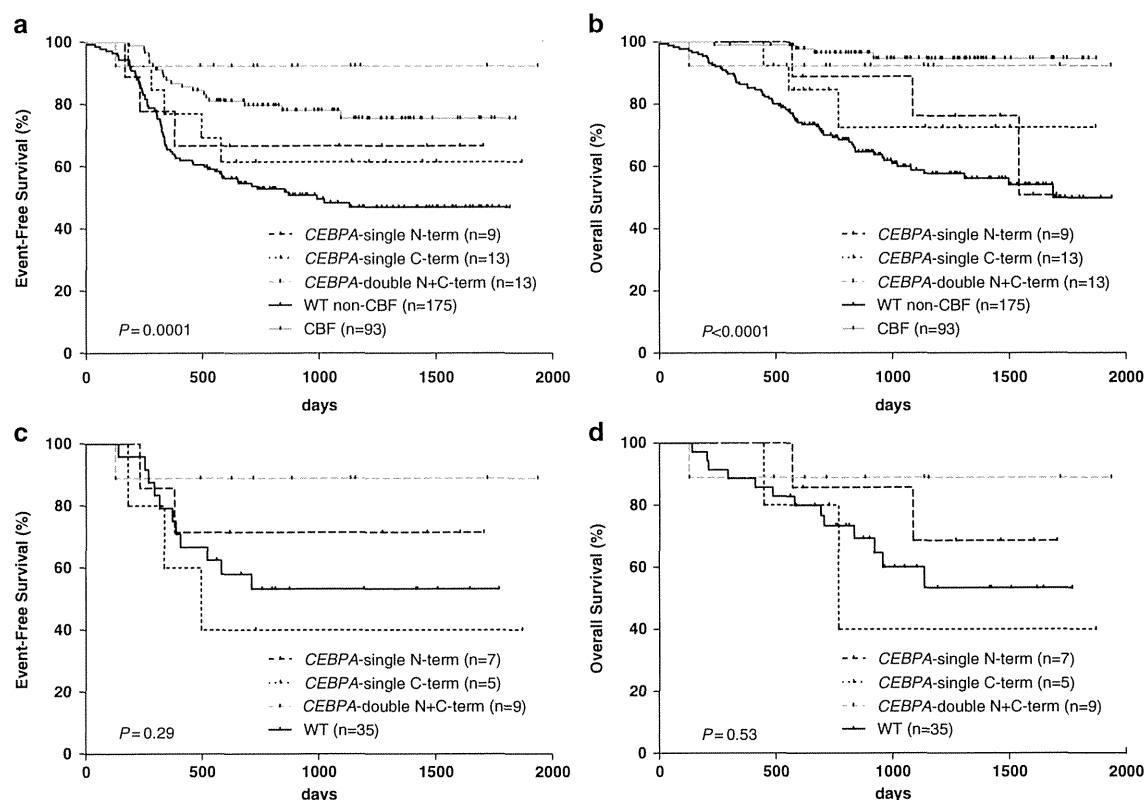 a
Event-Free Survival (%)
100
80
60
40
20
0
0 500 1000 1500 2000
days
CEBPA-single N-term (n=9)
CEBPA-single C-term (n=13)
CEBPA-double N+C-term (n=13)
WT non-CBF (n=175)
CBF (n=93)
P=0.0001
b
Overall Survival (%)
100
80
60
40
20
0
0 500 1000 1500 2000
days
CEBPA-single N-term (n=9)
CEBPA-single C-term (n=13)
CEBPA-double N+C-term (n=13)
WT non-CBF (n=175)
CBF (n=93)
P<0.0001
c
Event-Free Survival (%)
100
80
60
40
20
0
0 500 1000 1500 2000
days
CEBPA-single N-term (n=7)
CEBPA-single C-term (n=5)
CEBPA-double N+C-term (n=9)
WT (n=35)
P=0.29
d
Overall Survival (%)
100
80
60
40
20
0
0 500 1000 1500 2000
days
CEBPA-single N-term (n=7)
CEBPA-single C-term (n=5)
CEBPA-double N+C-term (n=9)
WT (n=35)
P=0.53